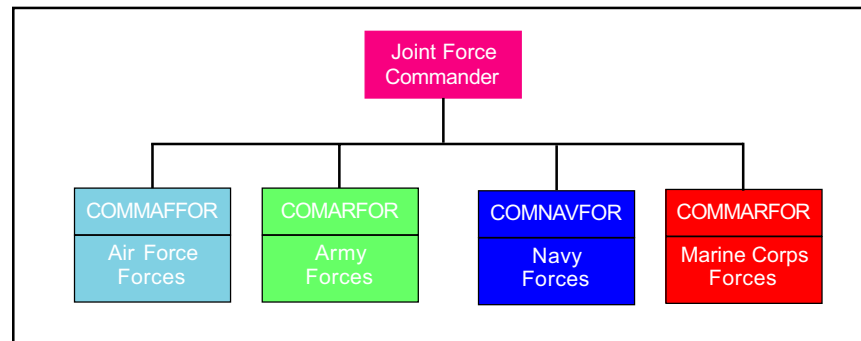 Joint Force
Commander
COMMAFFOR
Air Force
Forces
COMARFOR
Army
Forces
COMNAVFOR
Navy
Forces
COMMARFOR
Marine Corps
Forces